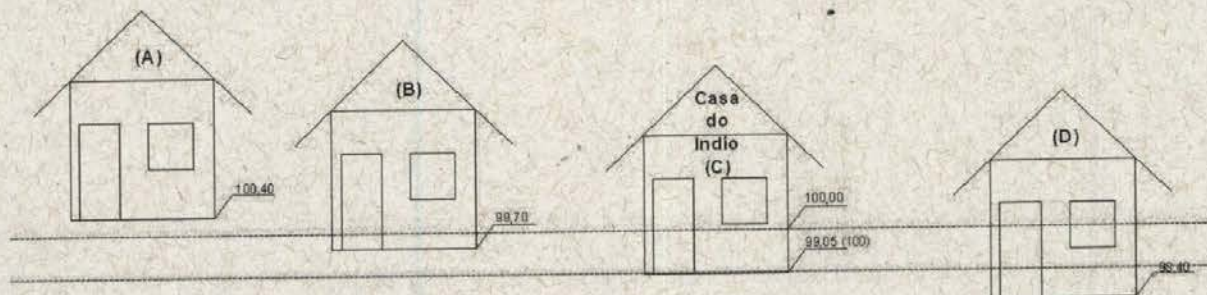 (A)
100,40
(B)
99,70
Casa
do
Indio
(C)
100,00
99,05 (100)
(D)
98,40